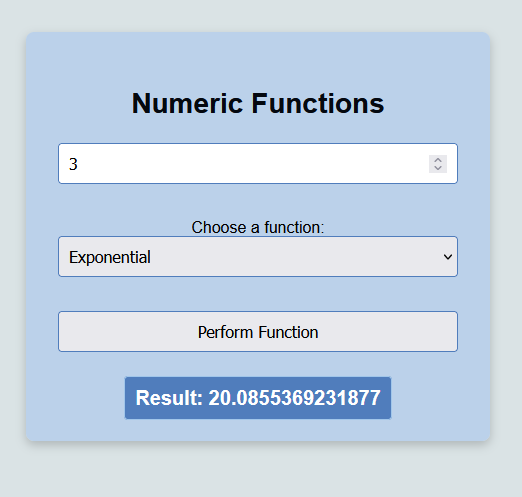 Numeric Functions
3
Choose a function:
Exponential
Perform Function
Result: 20.0855369231877